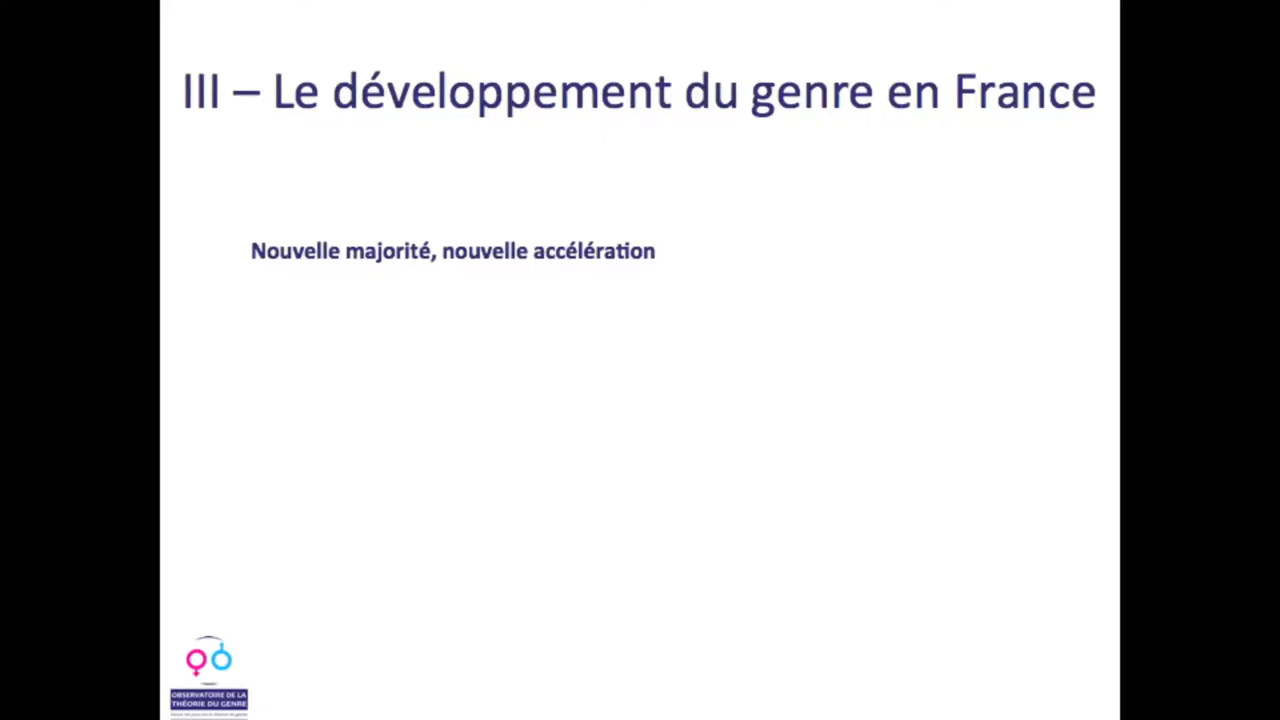 III – Le développement du genre en France
Nouvelle majorité, nouvelle accélération
OBSERVATOIRE DE LA
THÉORIE DU GENRE